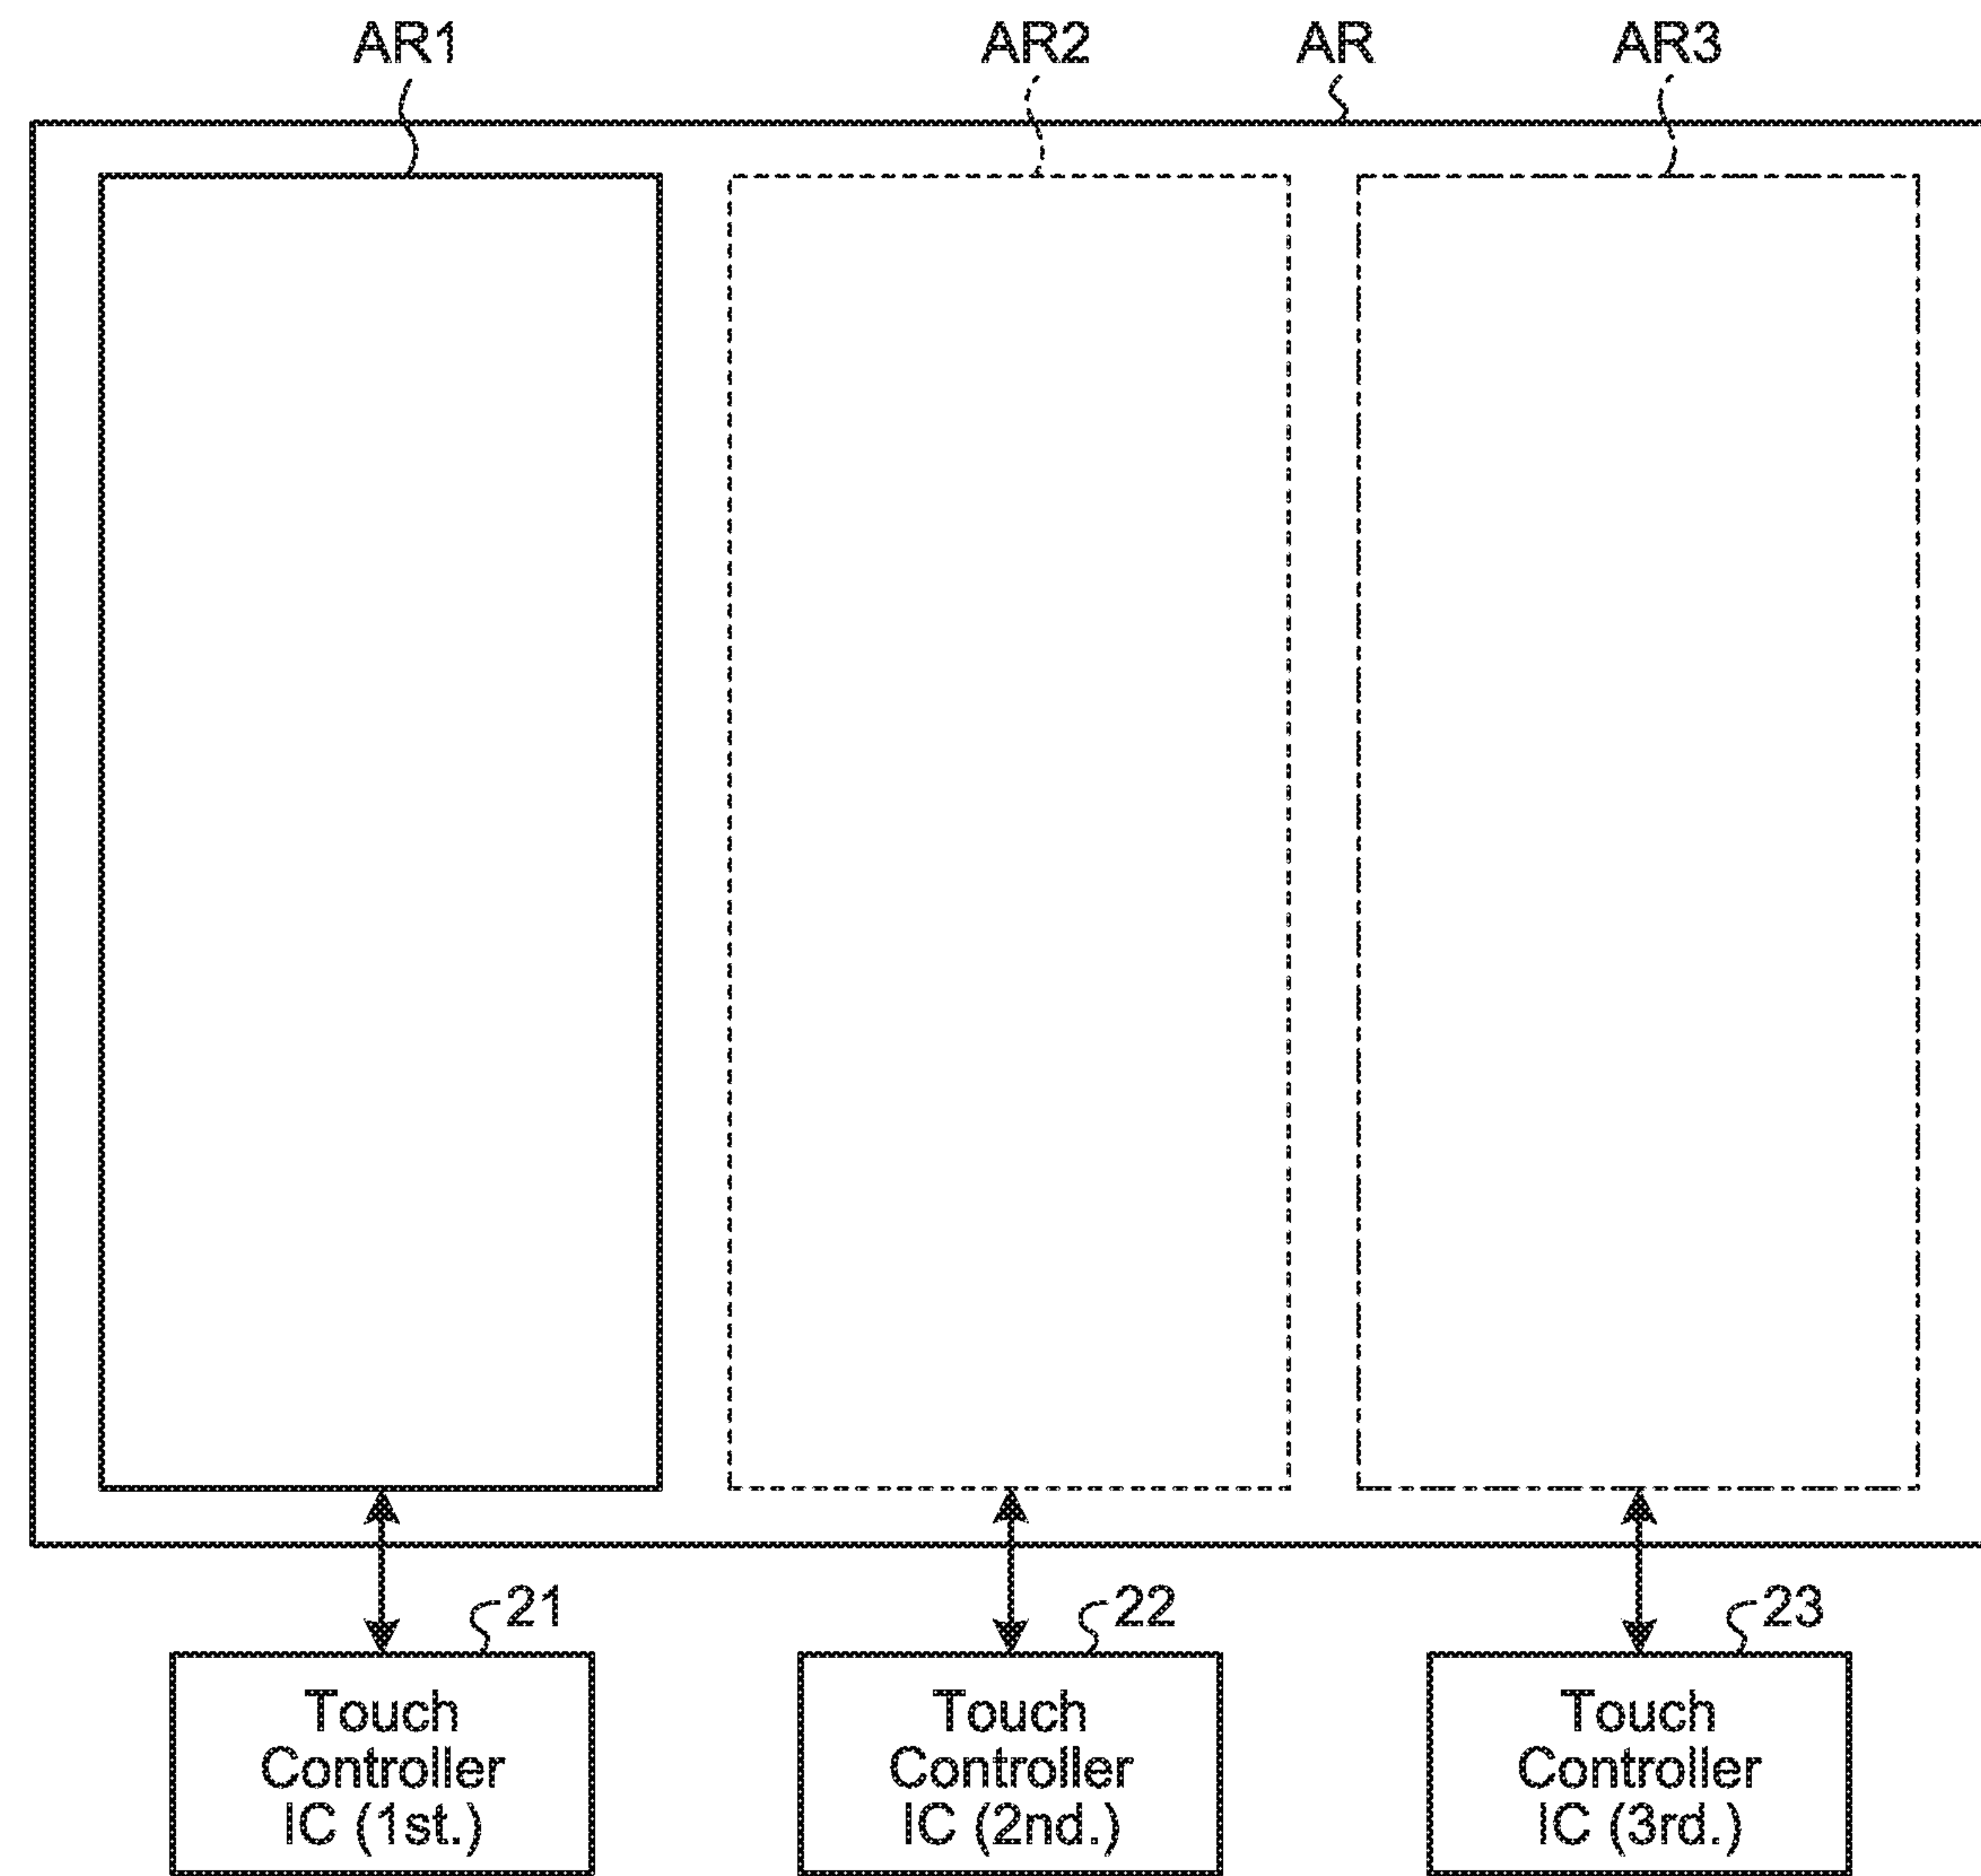 AR1 AR2 AR AR3
21 22 23
Touch Touch Touch
Controller Controller Controller
IC (1st.) IC (2nd.) IC (3rd.)